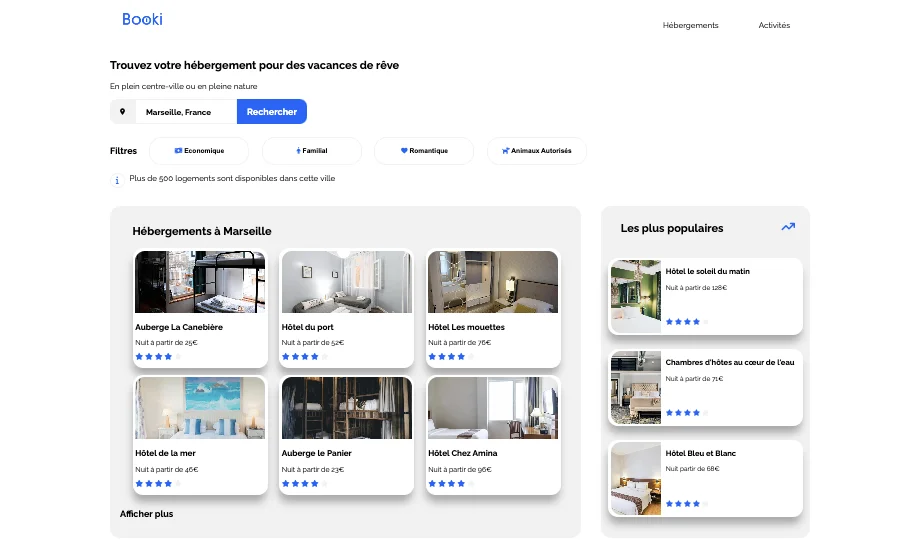 Booki
Hébergements
Activités
Trouvez votre hébergement pour des vacances de rêve
En plein centre-ville ou en pleine nature
Marseille, France
Rechercher
Filtres
Economique
Familial
Romantique
Animaux Autorisés
Plus de 500 logements sont disponibles dans cette ville
Hébergements à Marseille
Auberge La Canebière
Nuit à partir de 25€
Hôtel du port
Nuit à partir de 52€
Hôtel Les mouettes
Nuit à partir de 76€
Hôtel de la mer
Nuit à partir de 46€
Auberge le Panier
Nuit à partir de 23€
Hôtel Chez Amina
Nuit à partir de 96€
Afficher plus
Les plus populaires
Hôtel le soleil du matin
Nuit à partir de 128€
Chambres d'hôtes au cœur de l'eau
Nuit à partir de 71€
Hôtel Bleu et Blanc
Nuit partir de 68€